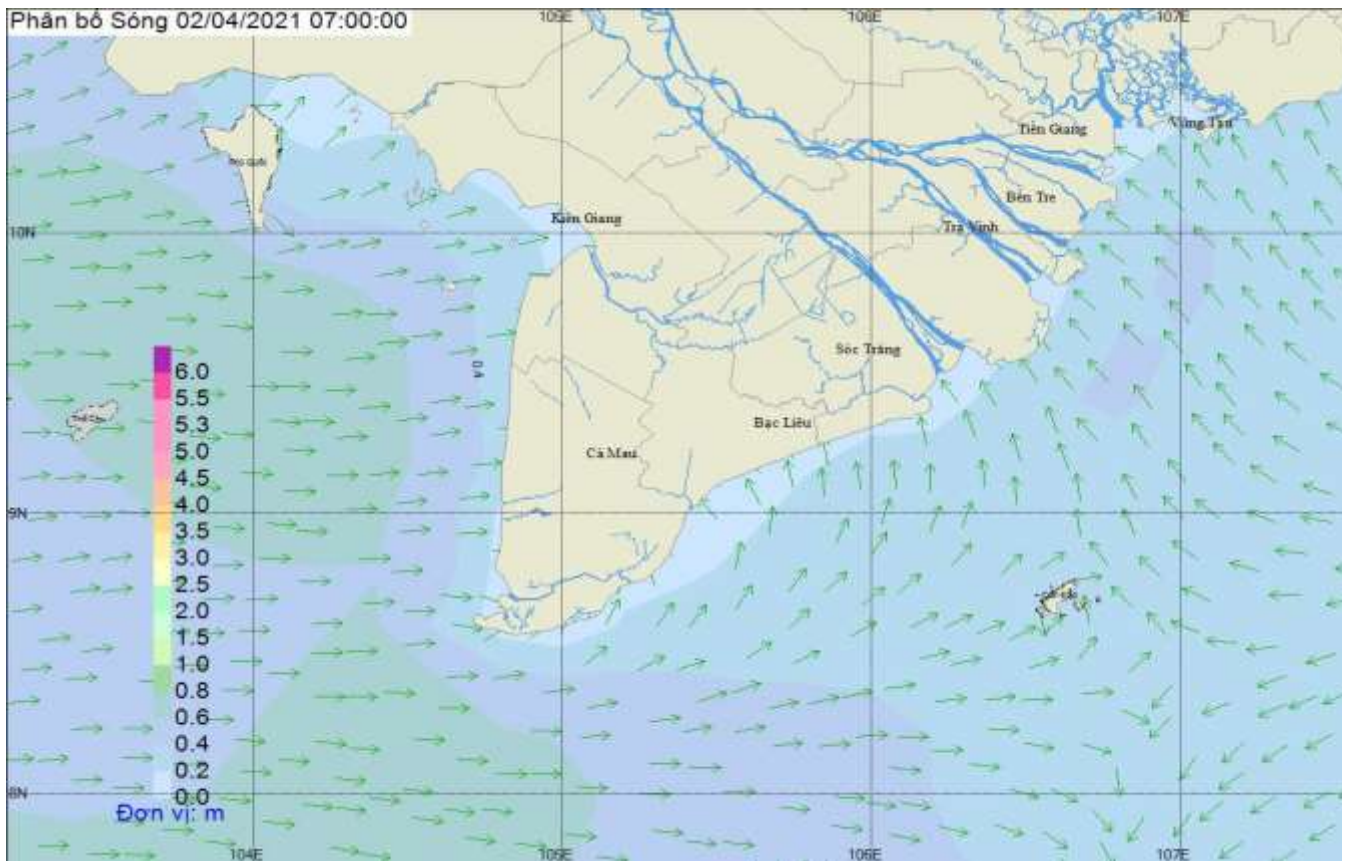 Phân bố Sóng 02/04/2021 07:00:00
105E
106E
107E
Tiền Giang
Vũng Tàu
Bến Tre
Kiên Giang
Trà Vinh
10N
0.4
Sóc Trăng
6.0
5.5
5.3
5.0
4.5
4.0
3.5
3.0
2.5
2.0
1.5
1.0
0.8
0.6
0.4
0.2
0.0
Bạc Liêu
Cà Mau
9N
8N
Đơn vị: m
104E
105E
106E
107E